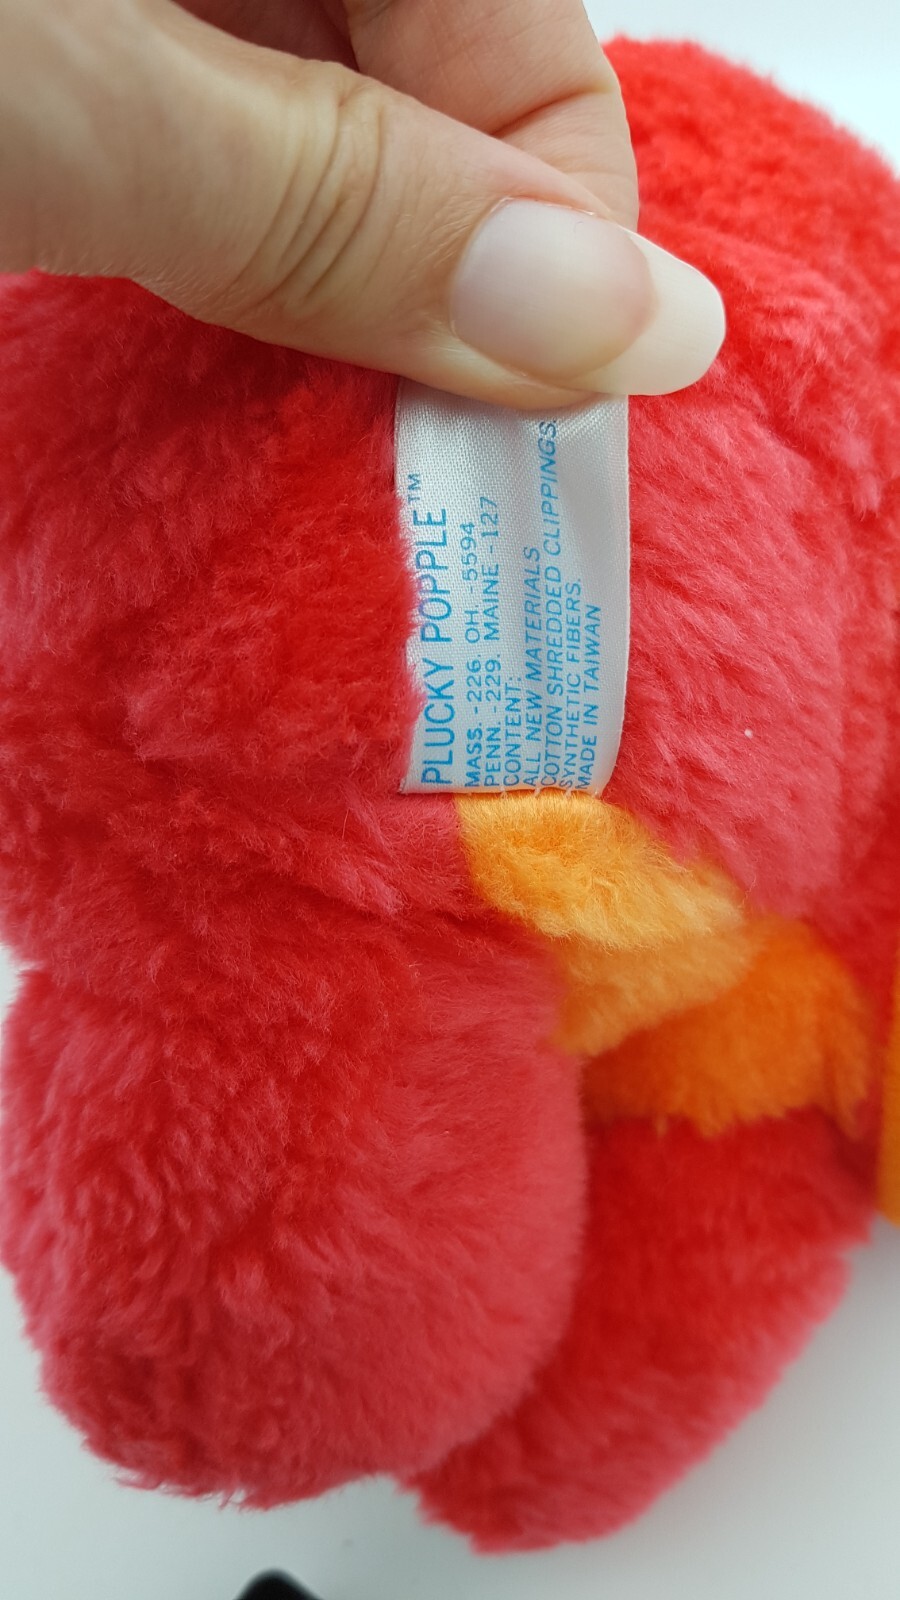 PLUCKY POPPLE™
MASS. -226. OH. -5594
PENN. -229. MAINE -127
CONTENT:
ALL NEW MATERIALS
COTTON SHREDDED CLIPPINGS.
SYNTHETIC FIBERS.
MADE IN TAIWAN